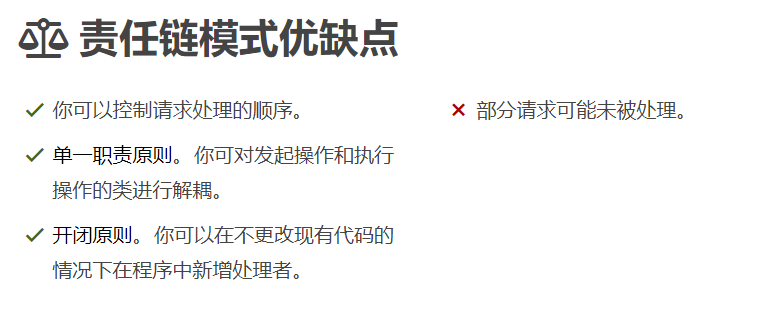 责任链模式优缺点
你可以控制请求处理的顺序。
单一职责原则。你可对发起操作和执行
操作的类进行解耦。
开闭原则。你可以在不更改现有代码的
情况下在程序中新增处理者。
部分请求可能未被处理。